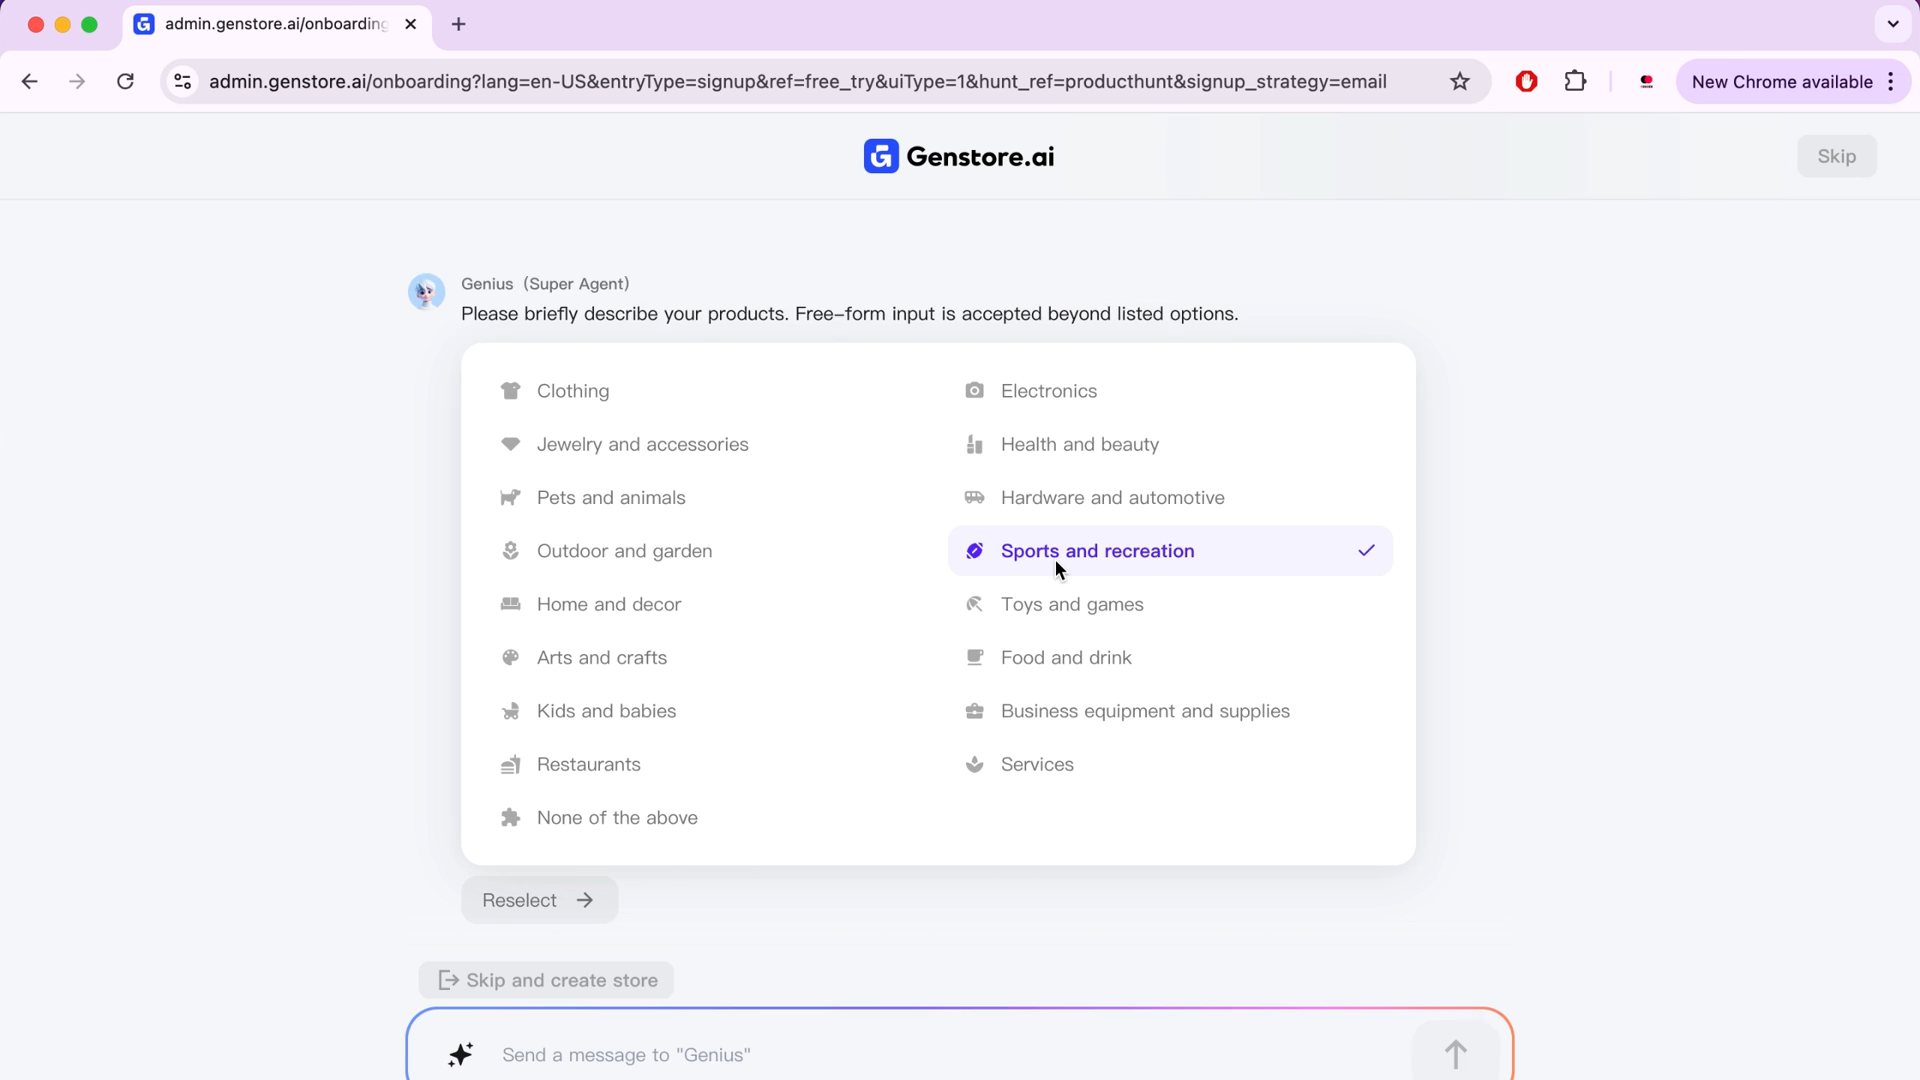 admin.genstore.ai/onboarding
admin.genstore.ai/onboarding?lang=en-US&entryType=signup&ref=free_try&uiType=1&hunt_ref=producthunt&signup_strategy=email
New Chrome available
Genstore.ai
Skip
Genius (Super Agent)
Please briefly describe your products. Free-form input is accepted beyond listed options.
Clothing
Electronics
Jewelry and accessories
Health and beauty
Pets and animals
Hardware and automotive
Outdoor and garden
Sports and recreation
Home and decor
Toys and games
Arts and crafts
Food and drink
Kids and babies
Business equipment and supplies
Restaurants
Services
None of the above
Reselect
Skip and create store
Send a message to "Genius"